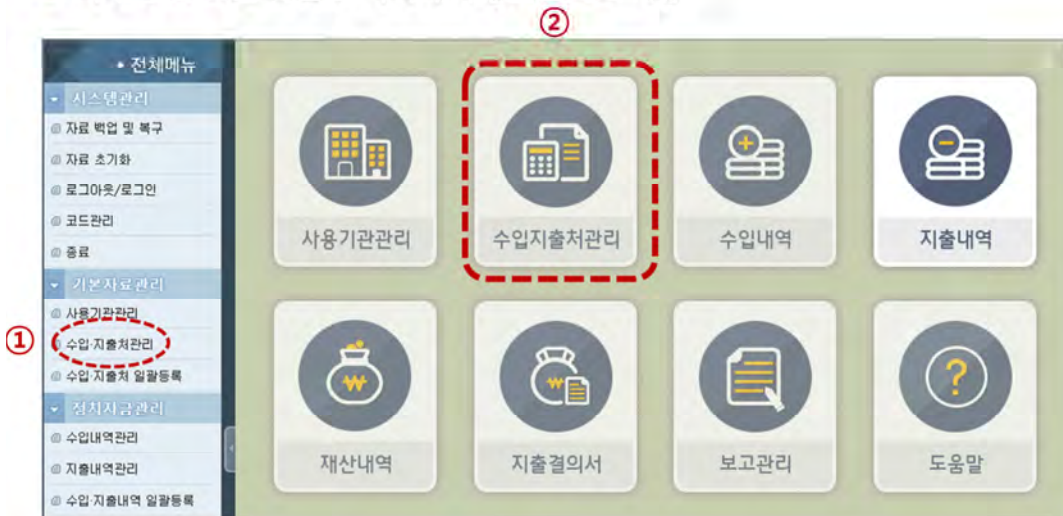 ②
• 전체메뉴
시스템관리
자료 백업 및 복구
자료 초기화
로그아웃/로그인
코드관리
종료
기본자료관리
사용기관관리
①
수입·지출처관리
수입·지출처 일괄등록
정치자금관리
수입내역관리
지출내역관리
수입·지출내역 일괄등록
사용기관관리
수입지출처관리
수입내역
지출내역
재산내역
지출결의서
보고관리
도움말